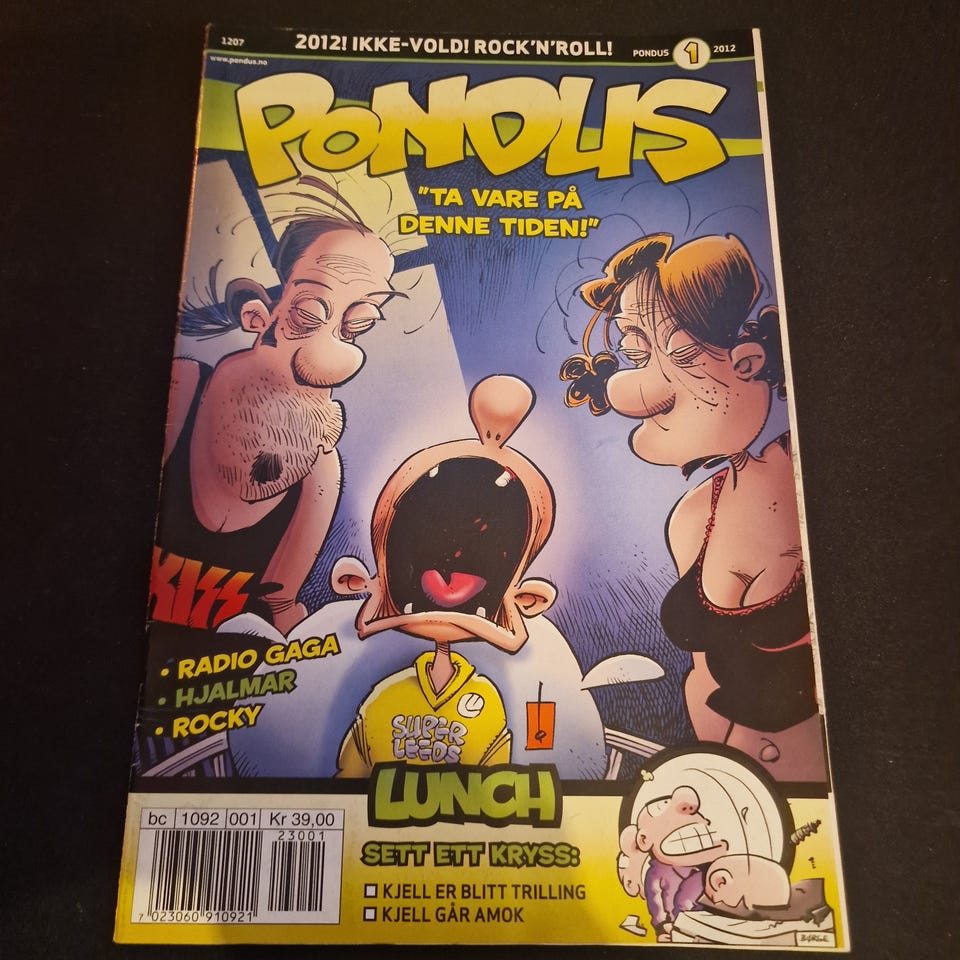 1207
2012! IKKE-VOLD! ROCK'N'ROLL!
PONDUS 1 2012
www.pondus.no
PONDUS
"TA VARE PÅ
DENNE TIDEN!"
KISS
• RADIO GAGA
• HJALMAR
• ROCKY
SUPER
LEEDS
LUNCH
SETT ETT KRYSS:
☐ KJELL ER BLITT TRILLING
☐ KJELL GÅR AMOK
bc 1092 001 Kr 39,00
23001
7 023060 910921
BØRGE